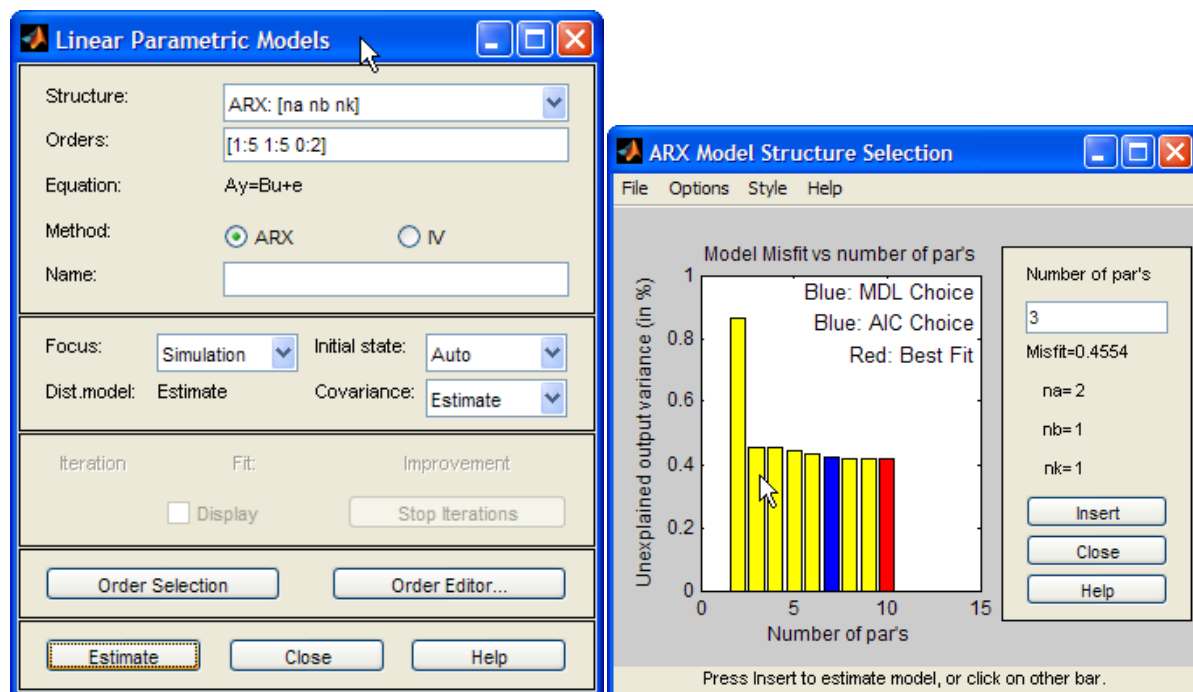 Linear Parametric Models
Structure: ARX: [na nb nk]
Orders: [1:5 1:5 0:2]
Equation: Ay=Bu+e
Method: ARX IV
Name:
Focus: Simulation Initial state: Auto
Dist.model: Estimate Covariance: Estimate
Iteration Fit: Improvement
Display Stop Iterations
Order Selection Order Editor...
Estimate Close Help
ARX Model Structure Selection
File Options Style Help
Model Misfit vs number of par's
Unexplained output variance (in %)
1
0.8
0.6
0.4
0.2
0
Blue: MDL Choice
Blue: AIC Choice
Red: Best Fit
0 5 10 15
Number of par's
Number of par's
3
Misfit=0.4554
na= 2
nb= 1
nk= 1
Insert
Close
Help
Press Insert to estimate model, or click on other bar.